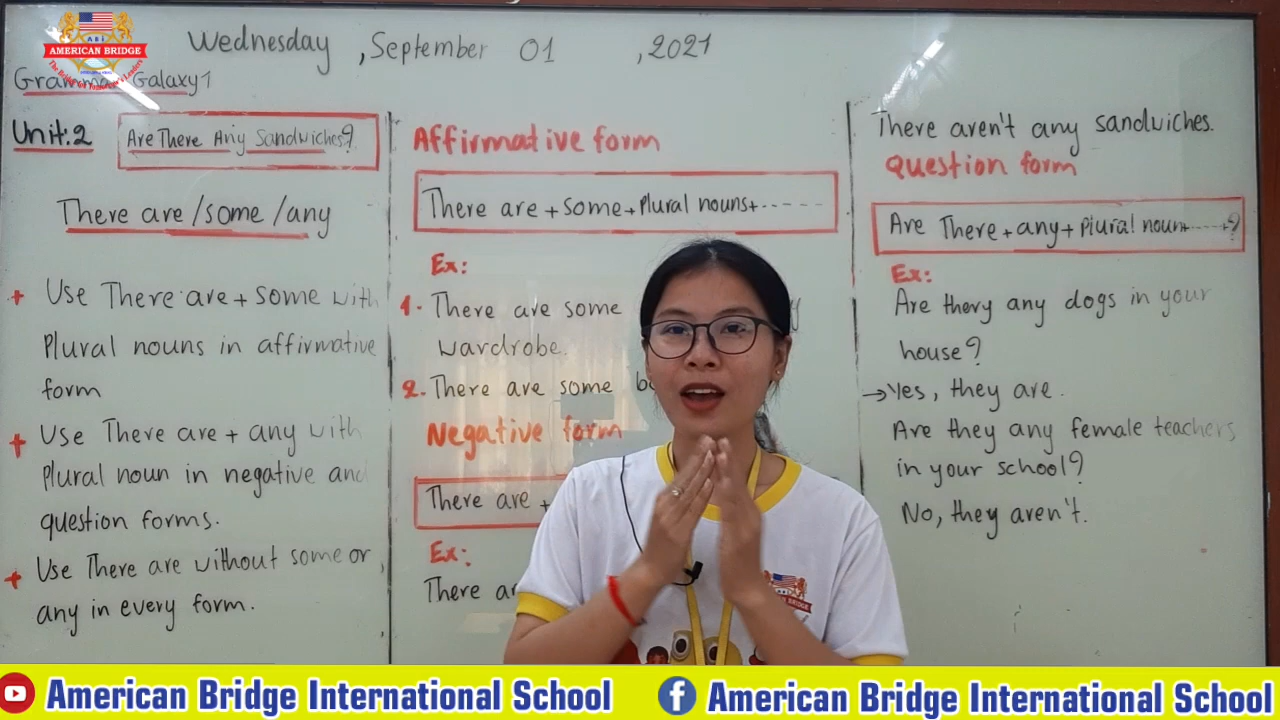 ABI
AMERICAN BRIDGE
Wednesday , September 01 , 2021
Grammar Galaxy 1
Unit: 2
Are There Any Sandwiches?
There are / some / any
+ Use There are + some with
Plural nouns in affirmative
form
+ Use There are + any with
Plural noun in negative and
question forms.
+ Use There are without some or
any in every form.
Affirmative form
There are + some + plural nouns + ------
Ex:
1. There are some
wardrobe.
2. There are some
Negative form
There are +
Ex:
There
There aren't any sandwiches.
question form
Are There + any + plural noun + ------ + ?
Ex:
Are thery any dogs in your
house?
→ Yes, they are.
Are they any female teachers
in your school?
No, they aren't.
American Bridge International School
f American Bridge International School